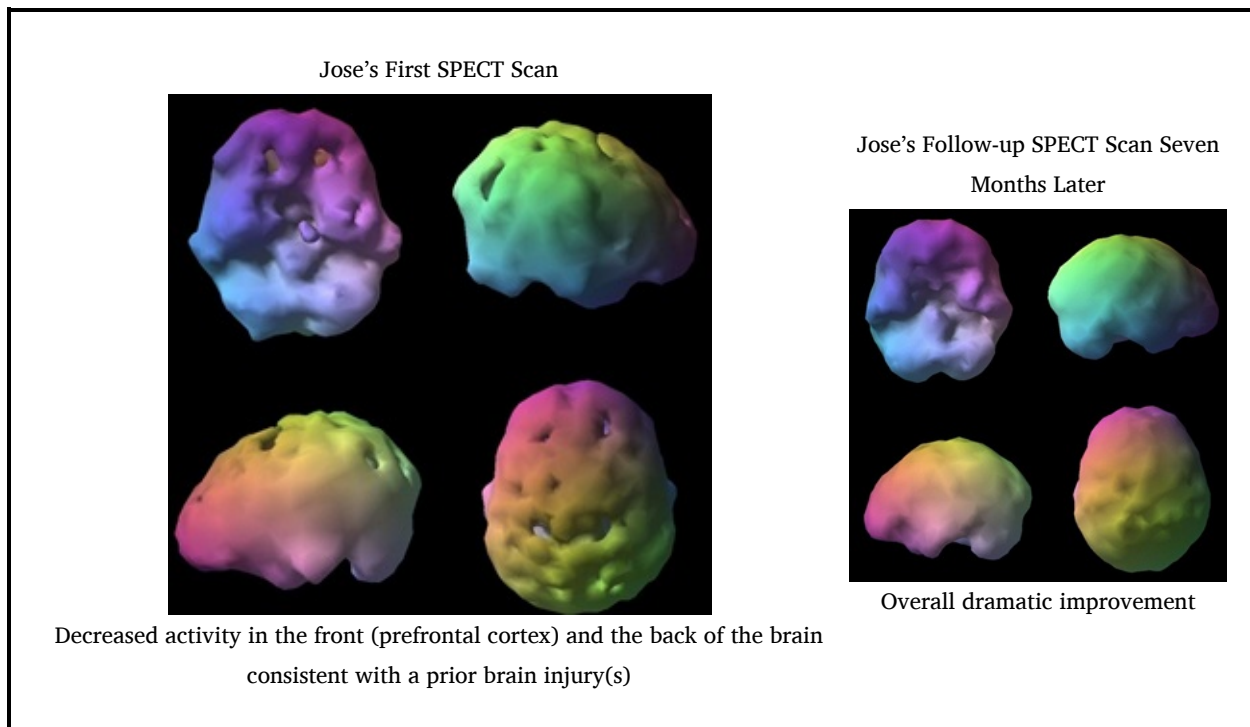 Jose’s First SPECT Scan
Decreased activity in the front (prefrontal cortex) and the back of the brain
consistent with a prior brain injury(s)
Jose’s Follow-up SPECT Scan Seven
Months Later
Overall dramatic improvement